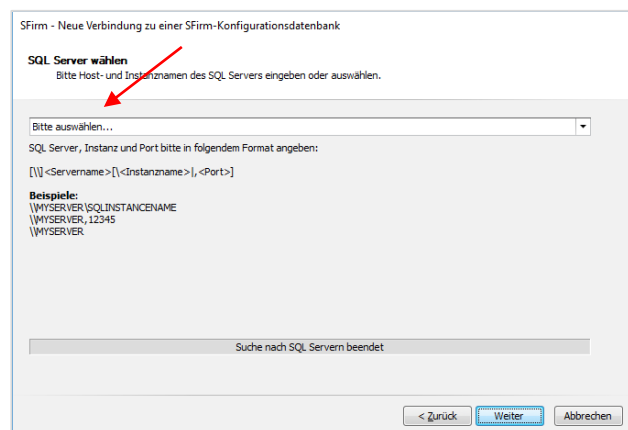 SFirm - Neue Verbindung zu einer SFirm-Konfigurationsdatenbank
SQL Server wählen
Bitte Host- und Instanznamen des SQL Servers eingeben oder auswählen.
Bitte auswählen...
SQL Server, Instanz und Port bitte in folgendem Format angeben:
[\\]<Servername>[\<Instanzname>|,<Port>]
Beispiele:
\\MYSERVER\SQLINSTANCENAME
\\MYSERVER,12345
\\MYSERVER
Suche nach SQL Servern beendet
< Zurück Weiter Abbrechen